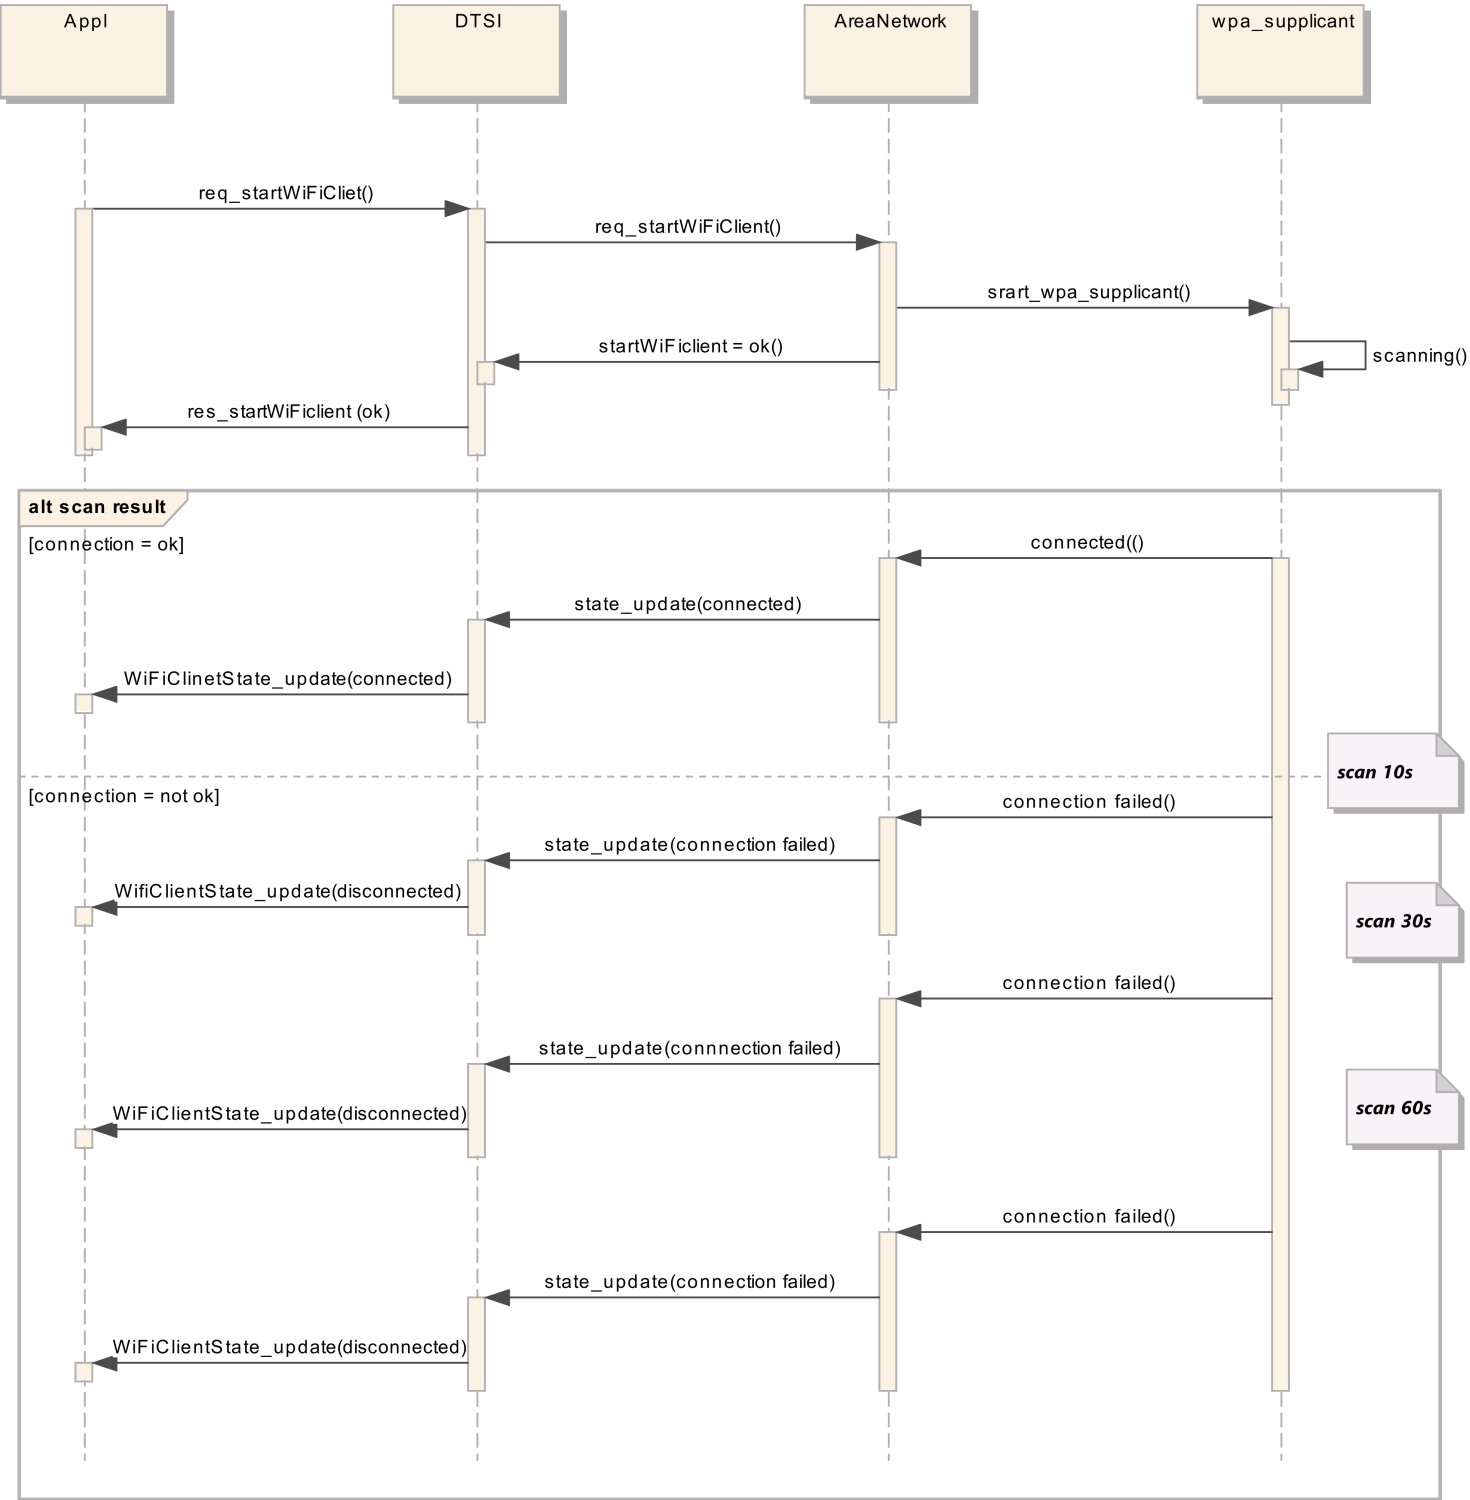 Appl
DTSI
AreaNetwork
wpa_supplicant
req_startWiFiCliet()
req_startWiFiClient()
srart_wpa_supplicant()
startWiFiclient = ok()
scanning()
res_startWiFiclient (ok)
alt scan result
[connection = ok]
connected(()
state_update(connected)
WiFiClinetState_update(connected)
scan 10s
[connection = not ok]
connection failed()
state_update(connection failed)
WifiClientState_update(disconnected)
scan 30s
connection failed()
state_update(connnection failed)
WiFiClientState_update(disconnected)
scan 60s
connection failed()
state_update(connection failed)
WiFiClientState_update(disconnected)